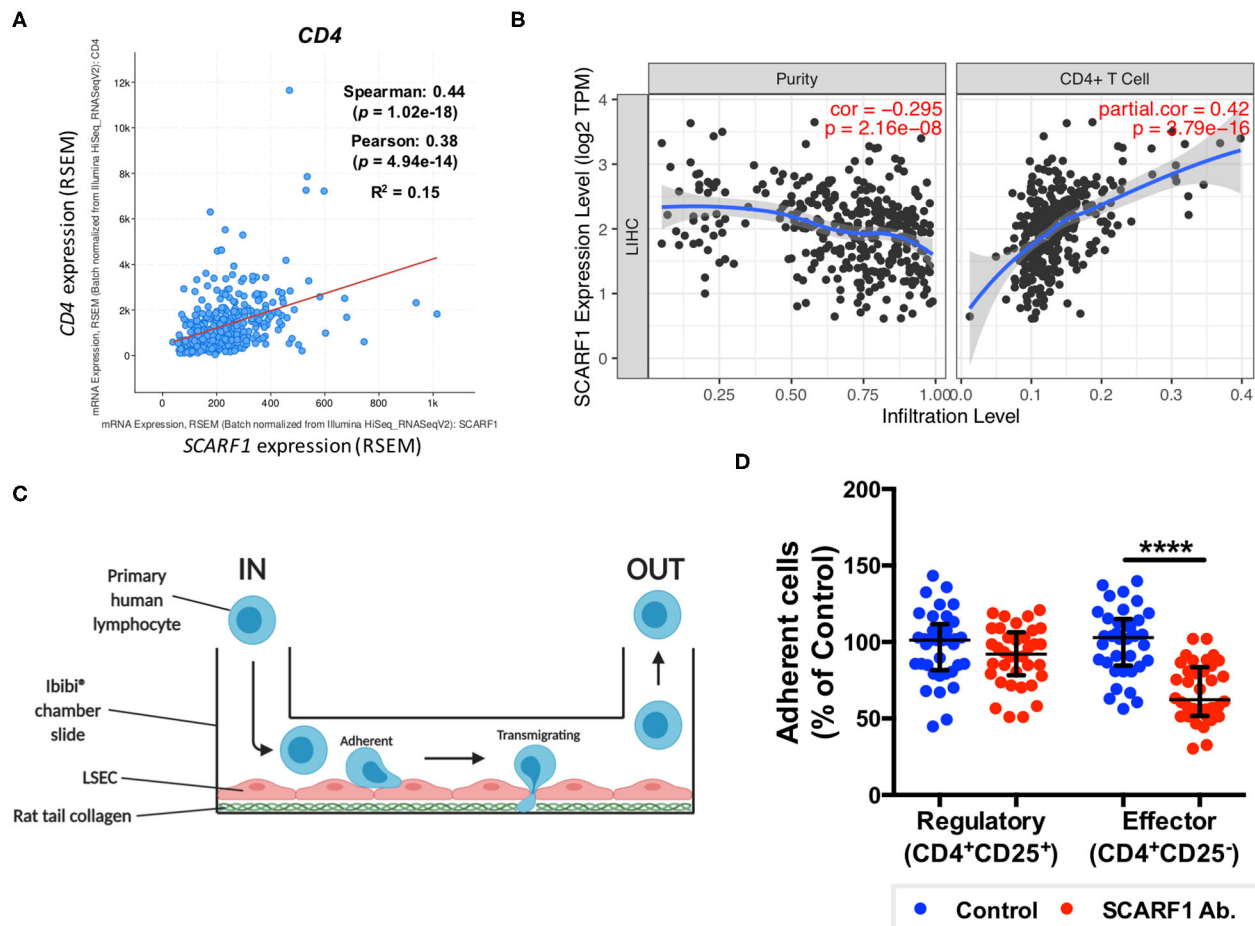 A
CD4
mRNA Expression, RSEM (Batch normalized from Illumina HiSeq_RNASeqV2): CD4
CD4 expression (RSEM)
12k
10k
8k
6k
4k
2k
0
Spearman: 0.44
(p = 1.02e-18)
Pearson: 0.38
(p = 4.94e-14)
R² = 0.15
0 200 400 600 800 1k
mRNA Expression, RSEM (Batch normalized from Illumina HiSeq_RNASeqV2): SCARF1
SCARF1 expression (RSEM)
B
SCARF1 Expression Level (log2 TPM)
LIHC
Purity
CD4+ T Cell
cor = −0.295
p = 2.16e−08
partial.cor = 0.42
p = 3.79e−16
4
3
2
1
0
0.25 0.50 0.75 1.00
0.0 0.1 0.2 0.3 0.4
Infiltration Level
C
IN
OUT
Primary
human
lymphocyte
Ibibi®
chamber
slide
Adherent
Transmigrating
LSEC
Rat tail collagen
D
Adherent cells
(% of Control)
200
150
100
50
0
****
Regulatory
(CD4⁺CD25⁺)
Effector
(CD4⁺CD25⁻)
Control
SCARF1 Ab.